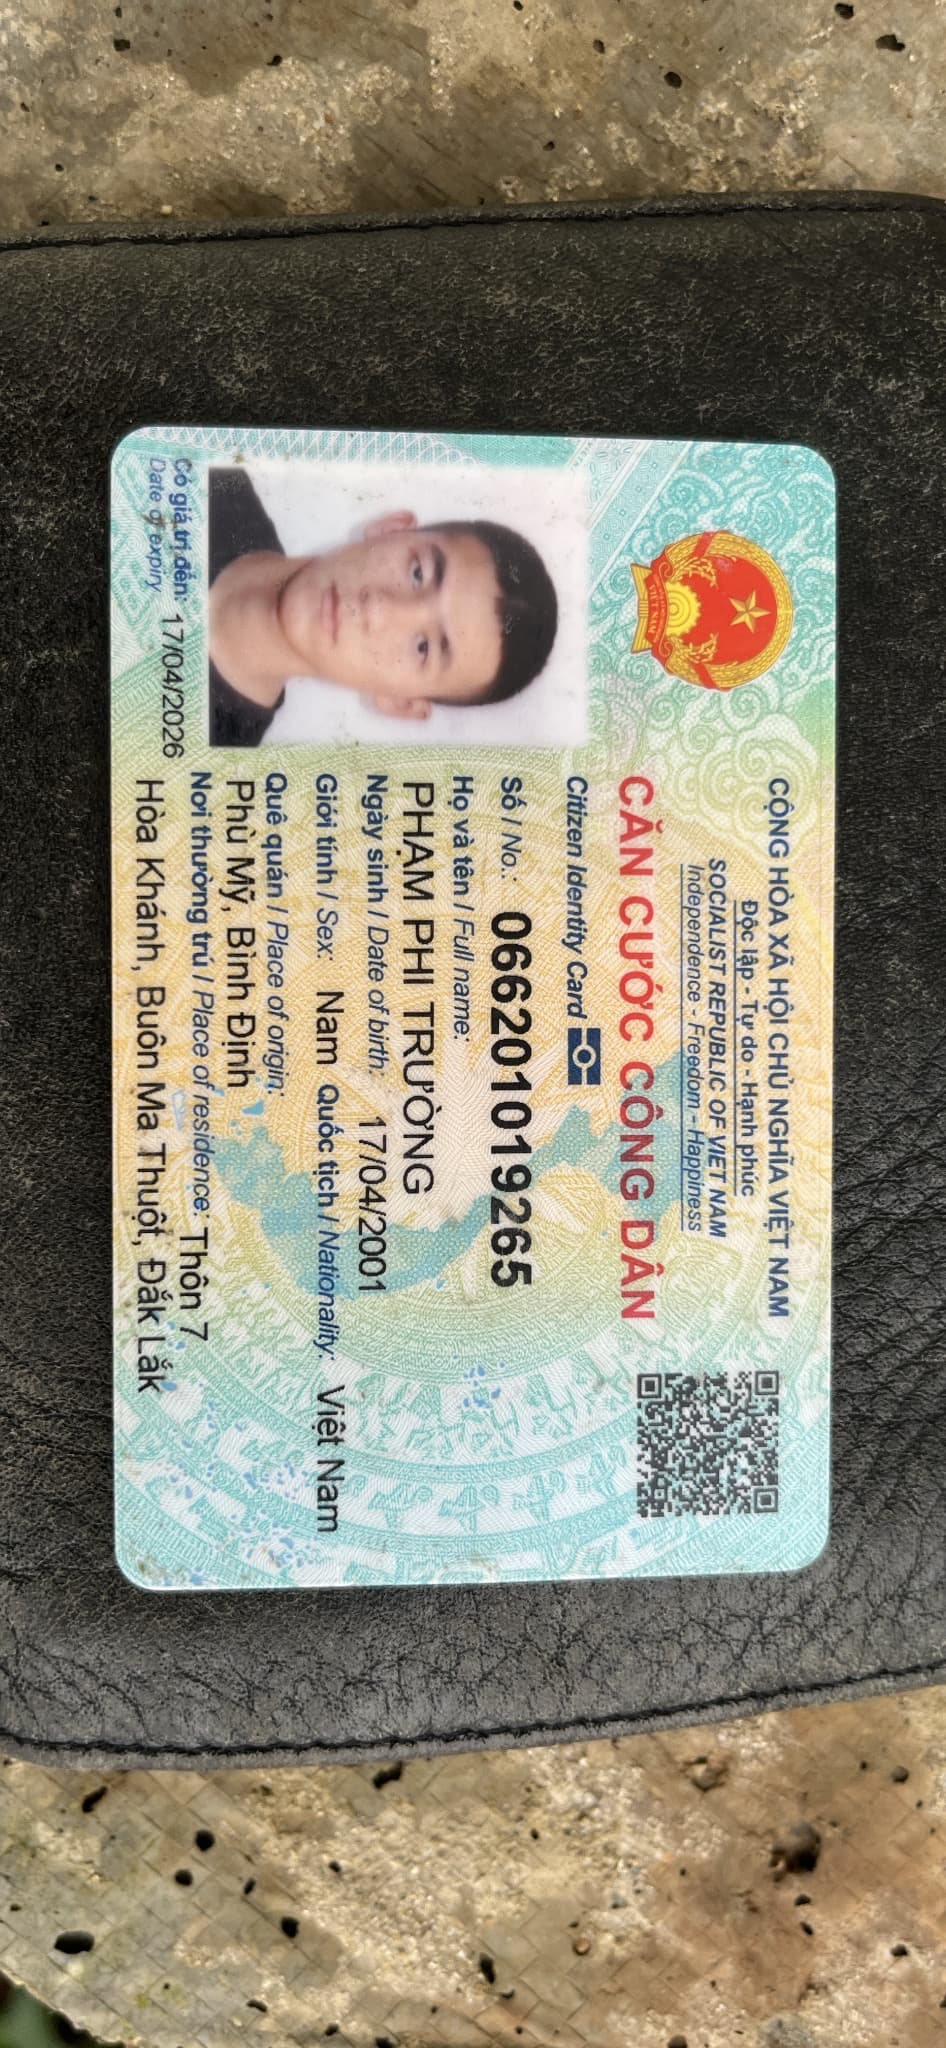 CỘNG HÒA XÃ HỘI CHỦ NGHĨA VIỆT NAM
Độc lập - Tự do - Hạnh phúc
SOCIALIST REPUBLIC OF VIET NAM
Independence - Freedom - Happiness
CĂN CƯỚC CÔNG DÂN
Citizen Identity Card
Số / No.: 066201019265
Họ và tên / Full name:
PHẠM PHI TRƯỜNG
Ngày sinh / Date of birth: 17/04/2001
Giới tính / Sex: Nam Quốc tịch / Nationality: Việt Nam
Quê quán / Place of origin:
Phù Mỹ, Bình Định
Nơi thường trú / Place of residence: Thôn 7
Hòa Khánh, Buôn Ma Thuột, Đắk Lắk
Có giá trị đến: 17/04/2026
Date of expiry
VIỆT NAM